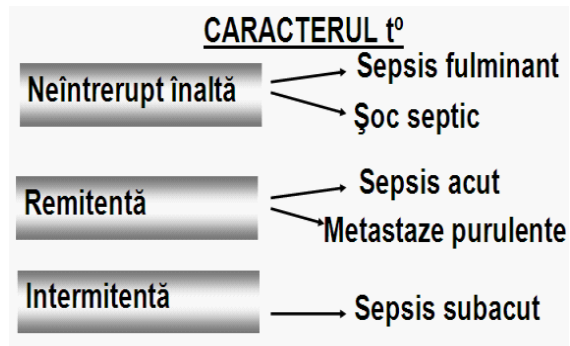 CARACTERUL tº
Neîntrerupt înaltă
Sepsis fulminant
Şoc septic
Remitentă
Sepsis acut
Metastaze purulente
Intermitentă
Sepsis subacut